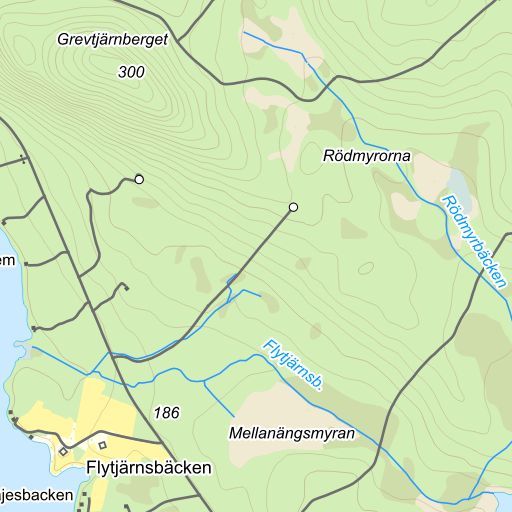 Grevtjärnberget
300
Rödmyrorna
Rödmyrbäcken
em
Flytjärnsb.
186
Mellanängsmyran
Flytjärnsbäcken
jesbacken